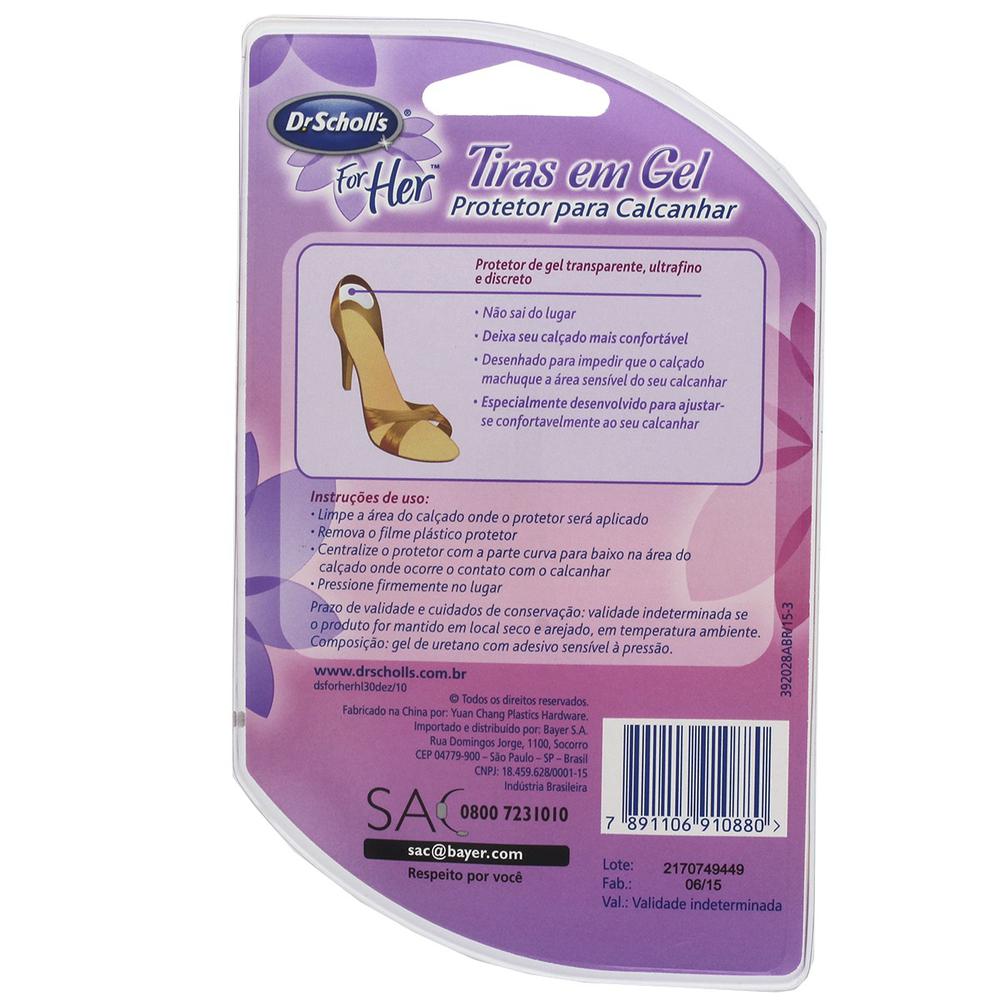 Dr.Scholl's®
For Her™
Tiras em Gel
Protetor para Calcanhar
Protetor de gel transparente, ultrafino
e discreto
• Não sai do lugar
• Deixa seu calçado mais confortável
• Desenhado para impedir que o calçado
machuque a área sensível do seu calcanhar
• Especialmente desenvolvido para ajustar-
se confortavelmente ao seu calcanhar
Instruções de uso:
• Limpe a área do calçado onde o protetor será aplicado
• Remova o filme plástico protetor
• Centralize o protetor com a parte curva para baixo na área do
calçado onde ocorre o contato com o calcanhar
• Pressione firmemente no lugar
Prazo de validade e cuidados de conservação: validade indeterminada se
o produto for mantido em local seco e arejado, em temperatura ambiente.
Composição: gel de uretano com adesivo sensível à pressão.
392028ABR/15-3
www.drscholls.com.br
dsforherhl30dez/10
© Todos os direitos reservados.
Fabricado na China por: Yuan Chang Plastics Hardware.
Importado e distribuído por: Bayer S.A.
Rua Domingos Jorge, 1100, Socorro
CEP 04779-900 – São Paulo – SP – Brasil
CNPJ: 18.459.628/0001-15
Indústria Brasileira
SAC 0800 7231010
sac@bayer.com
Respeito por você
7 891106 910880 >
Lote: 2170749449
Fab.: 06/15
Val.: Validade indeterminada